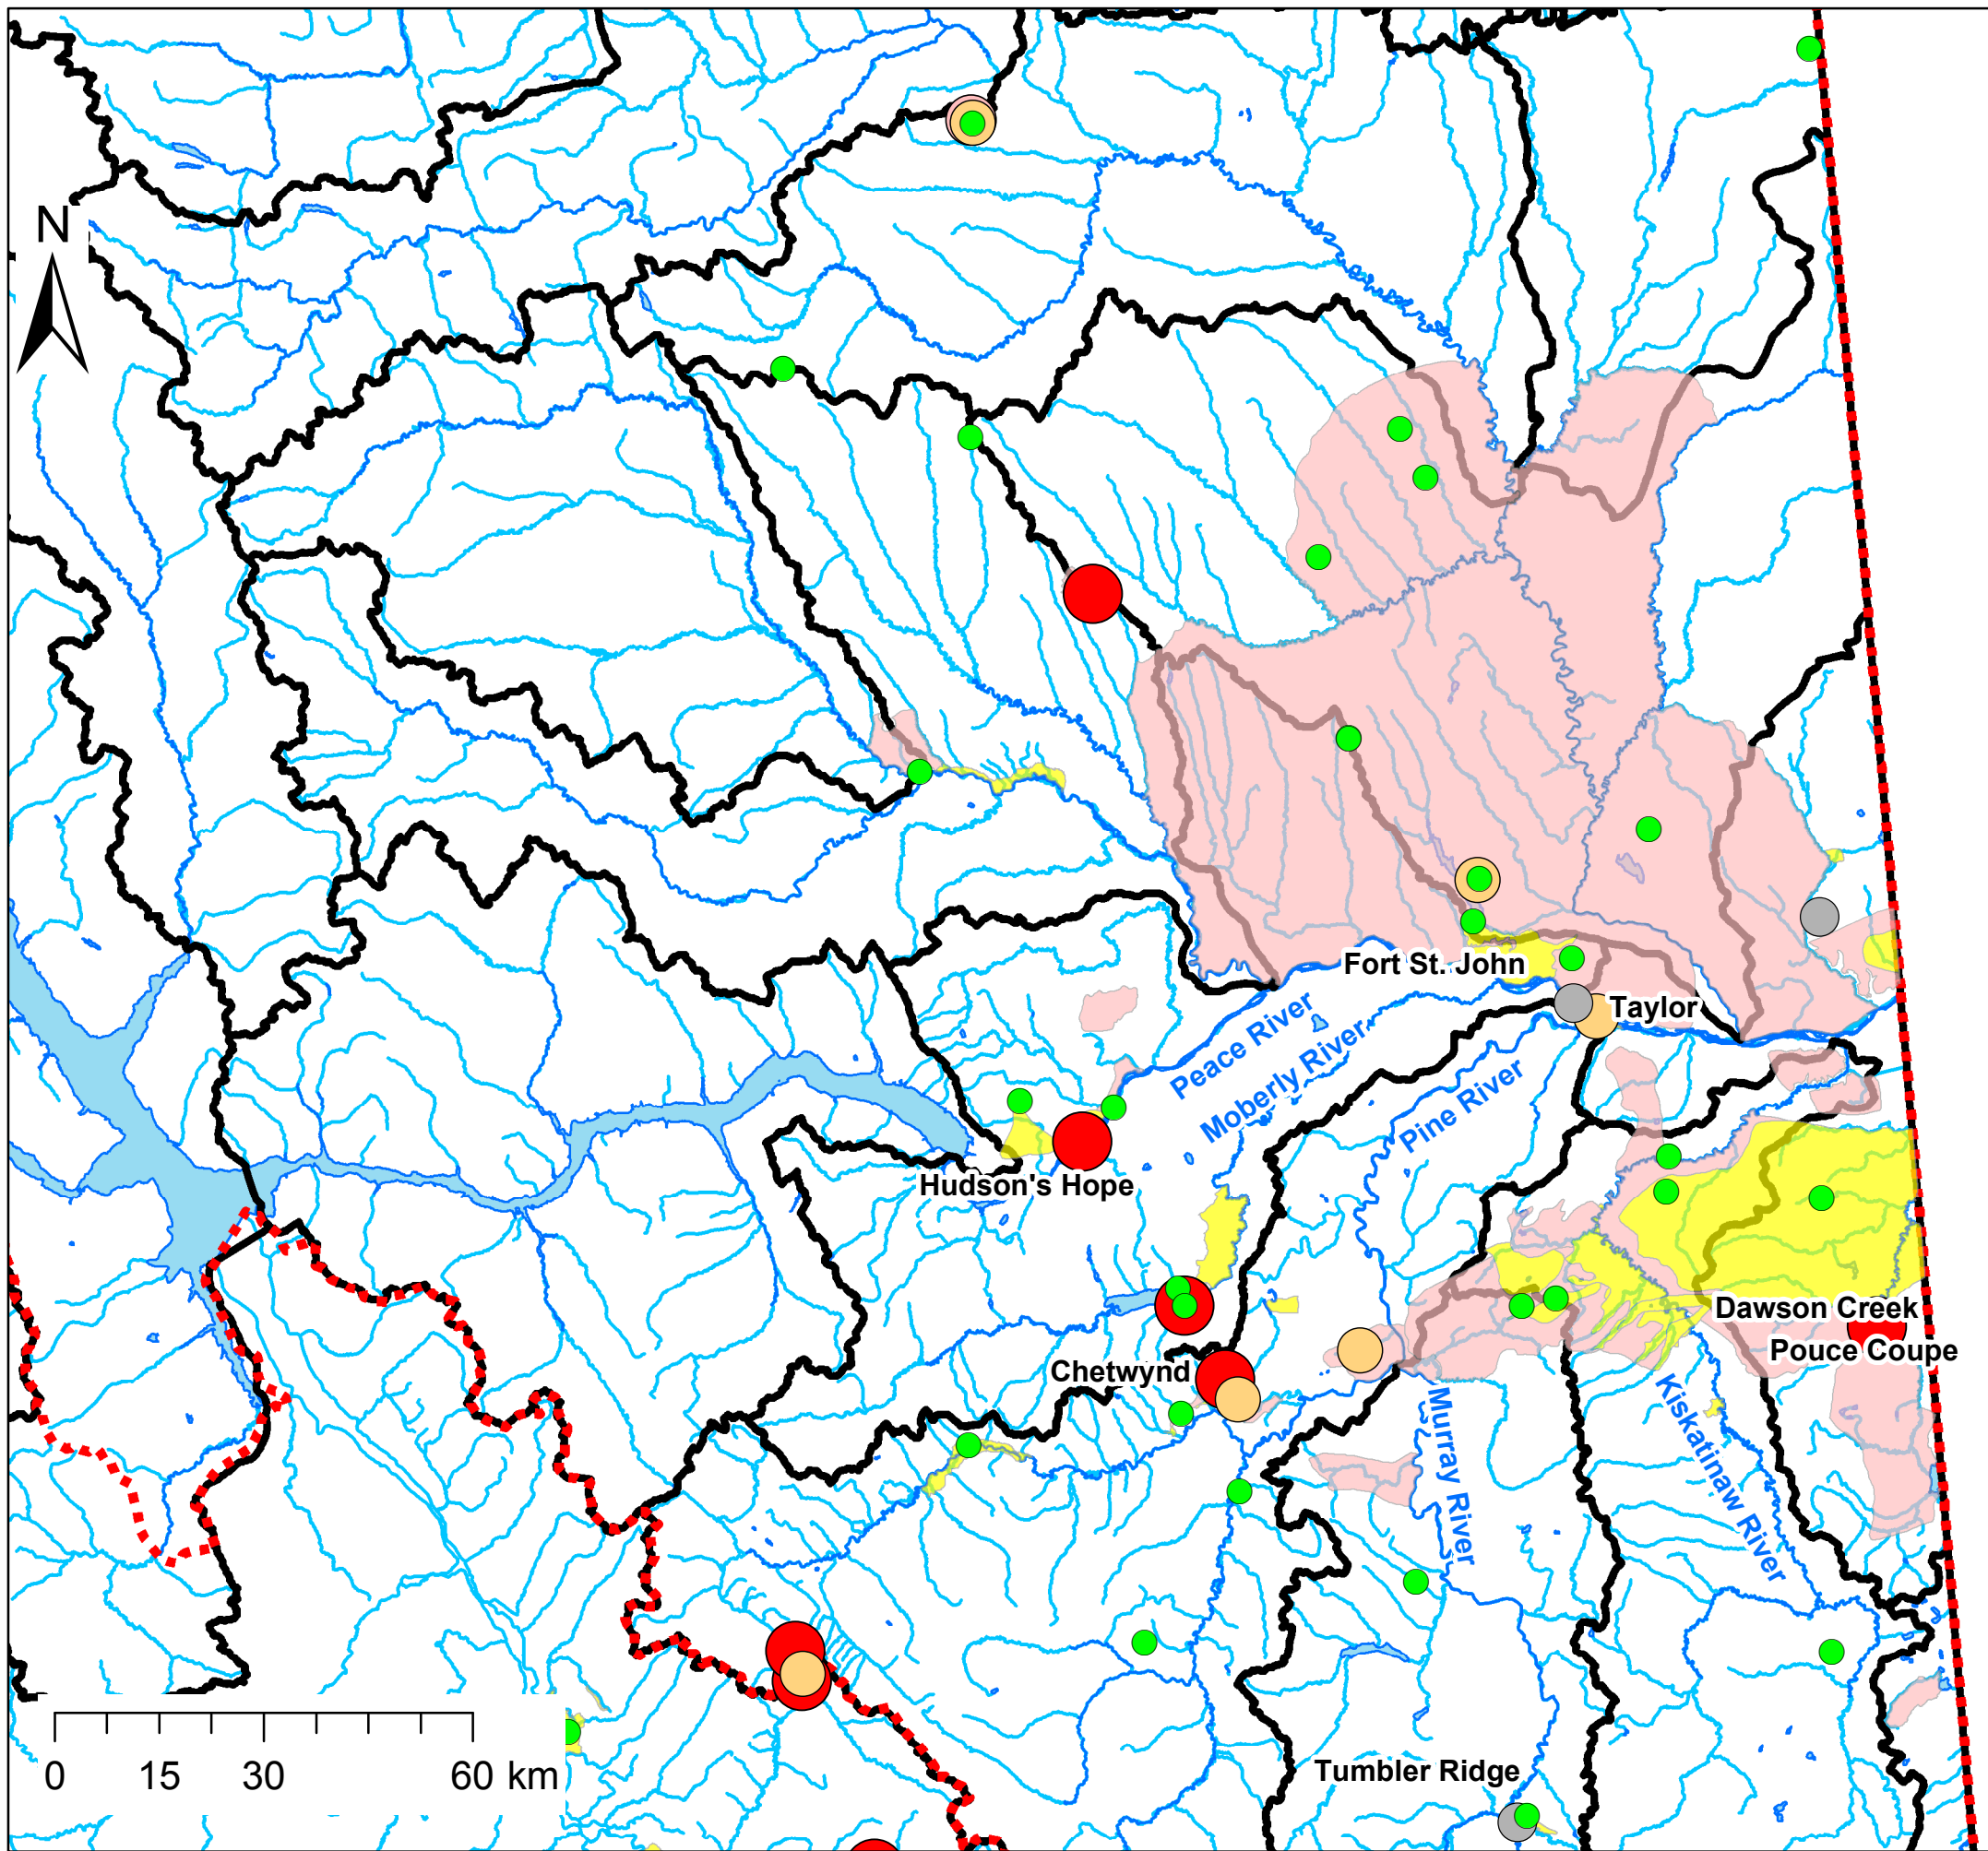 N
Fort St. John
Taylor
Peace River
Moberly River
Pine River
Hudson's Hope
Dawson Creek
Pouce Coupe
Chetwynd
Murray River
Kiskatinaw River
Tumbler Ridge
0 15 30 60 km